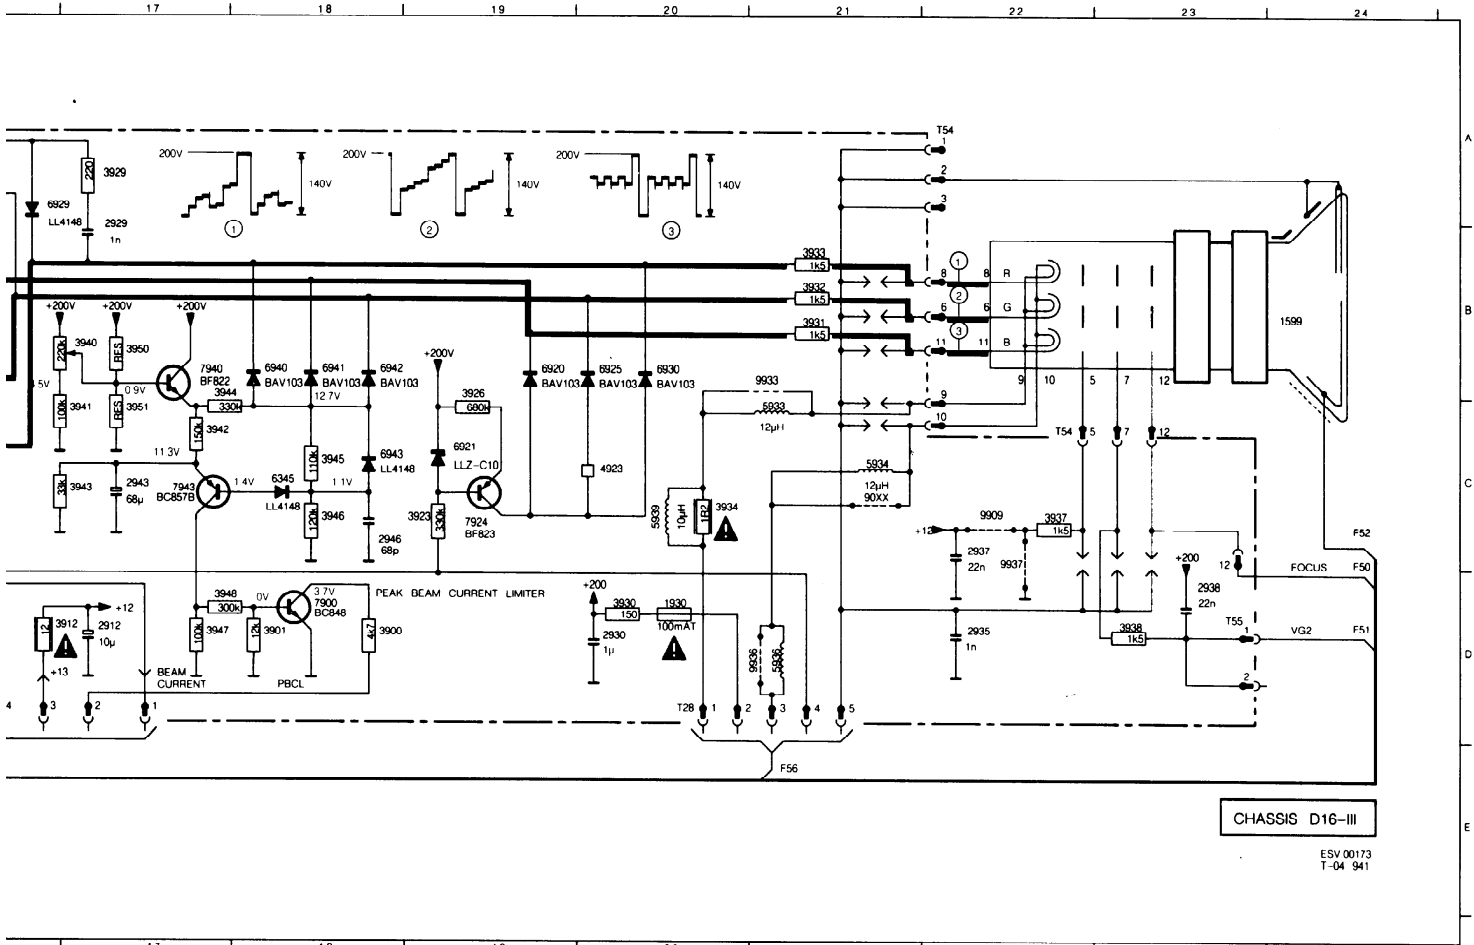 17 18 19 20 21 22 23 24
A
T54
1
200V 200V 200V
220 3929
2
140V 140V 140V
6929
LL4148
3
2929
1n
1 2 3
3933
1k5
1
8 8 R
3932
1k5
2
6 6 G
+200V +200V +200V
B
3931
1k5
3
11 11 B
1599
220k 3940 RES 3950
+200V
7940
BF822
6940
BAV103
6941
BAV103
6942
BAV103
6920
BAV103
6925
BAV103
6930
BAV103
9933
9 10 5 7 12
0.9V
3944
330k
12.7V
3926
680k
100k 3941 RES 3951
5933
12µH
9
10
150k 3942
T54 5 7 12
11.3V
110k 3945
6943
LL4148
6921
LLZ-C10
4923
5934
12µH
90XX
33k 3943
2943
68µ
7943
BC857B
1.4V
6345
LL4148
1.1V
C
120k 3946
3923 330k
7924
BF823
5939 10µH 1R2 3934
2946
68p
+12
9909
3937
1k5
2937
22n
9937
F52
+200
12
FOCUS
F50
2938
22n
3.7V
PEAK BEAM CURRENT LIMITER
+200
3948
300k
0V
7900
BC848
+12
3930
150
1930
100mAT
12 3912
2912
10µ
100k 3947
12k 3901
4k7 3900
2930
1µ
2935
1n
3938
1k5
T55
1
VG2
F51
D
9936 5936
+13
BEAM
CURRENT
PBCL
2
4 3 2 1
T28 1 2 3 4 5
F56
CHASSIS D16-III
E
ESV 00173
T-04 941